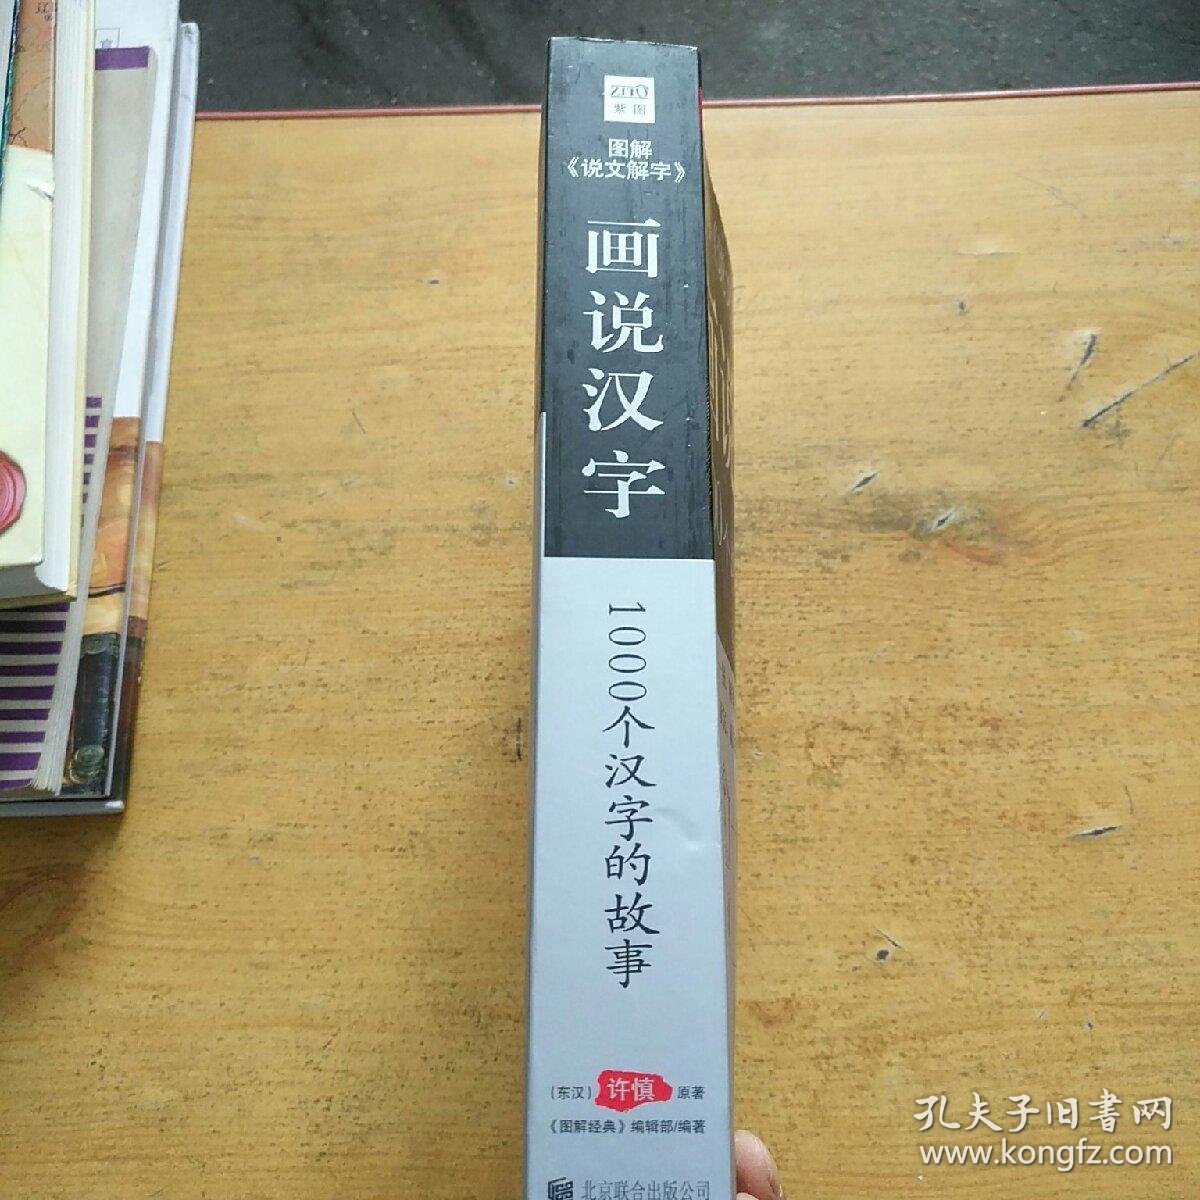 ZITO
紫图
图解
《说文解字》
画说汉字
1000个汉字的故事
(东汉) 许慎 原著
《图解经典》编辑部/编著
北京联合出版公司
孔夫子旧书网
www.kongfz.com